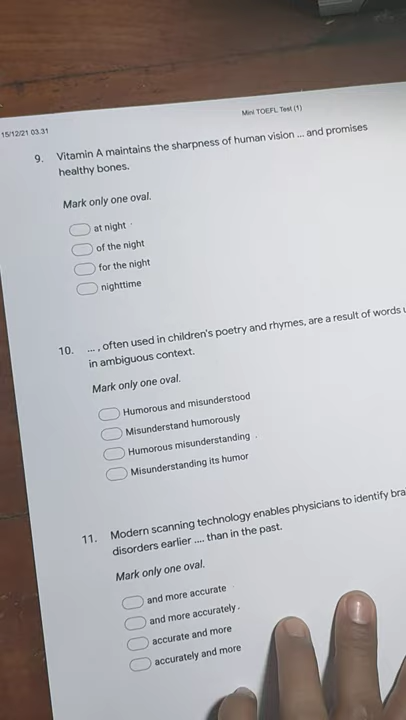 15/12/21 03.31
Mini TOEFL Test (1)
9. Vitamin A maintains the sharpness of human vision ... and promises
healthy bones.
Mark only one oval.
at night
of the night
for the night
nighttime
10. ... , often used in children's poetry and rhymes, are a result of words
in ambiguous context.
Mark only one oval.
Humorous and misunderstood
Misunderstand humorously
Humorous misunderstanding
Misunderstanding its humor
11. Modern scanning technology enables physicians to identify
disorders earlier .... than in the past.
Mark only one oval.
and more accurate
and more accurately
accurate and more
accurately and more